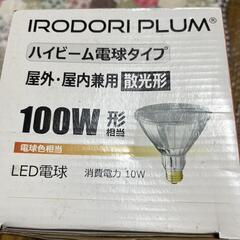 IRODORI PLUM®
ハイビーム電球タイプ
屋外・屋内兼用 散光形
100W 形相当
電球色相当
LED電球 消費電力 10W